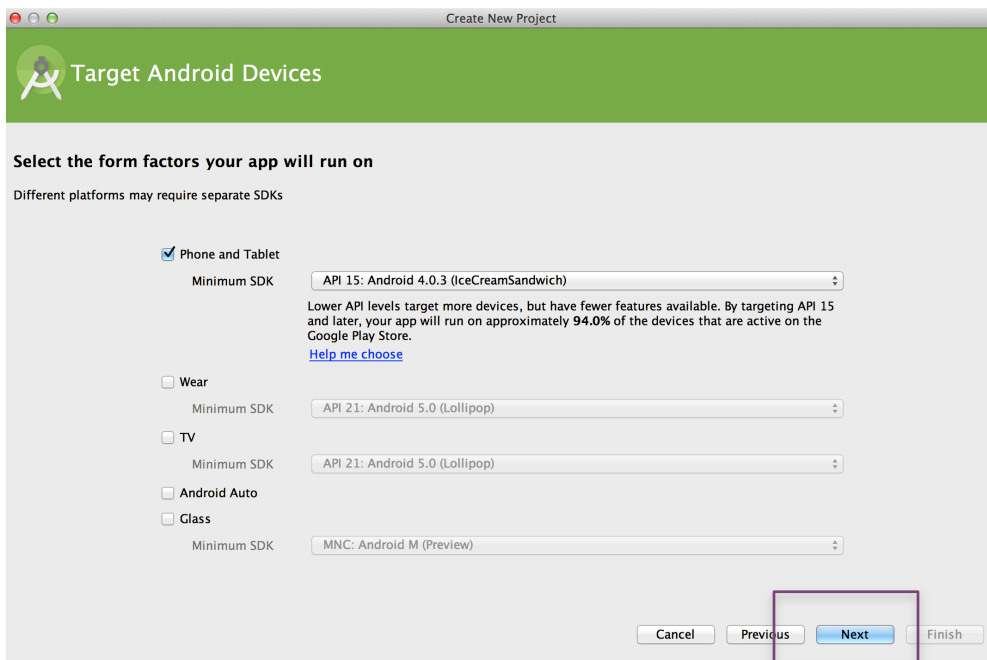 Create New Project
Target Android Devices
Select the form factors your app will run on
Different platforms may require separate SDKs
Phone and Tablet
Minimum SDK API 15: Android 4.0.3 (IceCreamSandwich)
Lower API levels target more devices, but have fewer features available. By targeting API 15
and later, your app will run on approximately 94.0% of the devices that are active on the
Google Play Store.
Help me choose
Wear
Minimum SDK API 21: Android 5.0 (Lollipop)
TV
Minimum SDK API 21: Android 5.0 (Lollipop)
Android Auto
Glass
Minimum SDK MNC: Android M (Preview)
Cancel Previous Next Finish